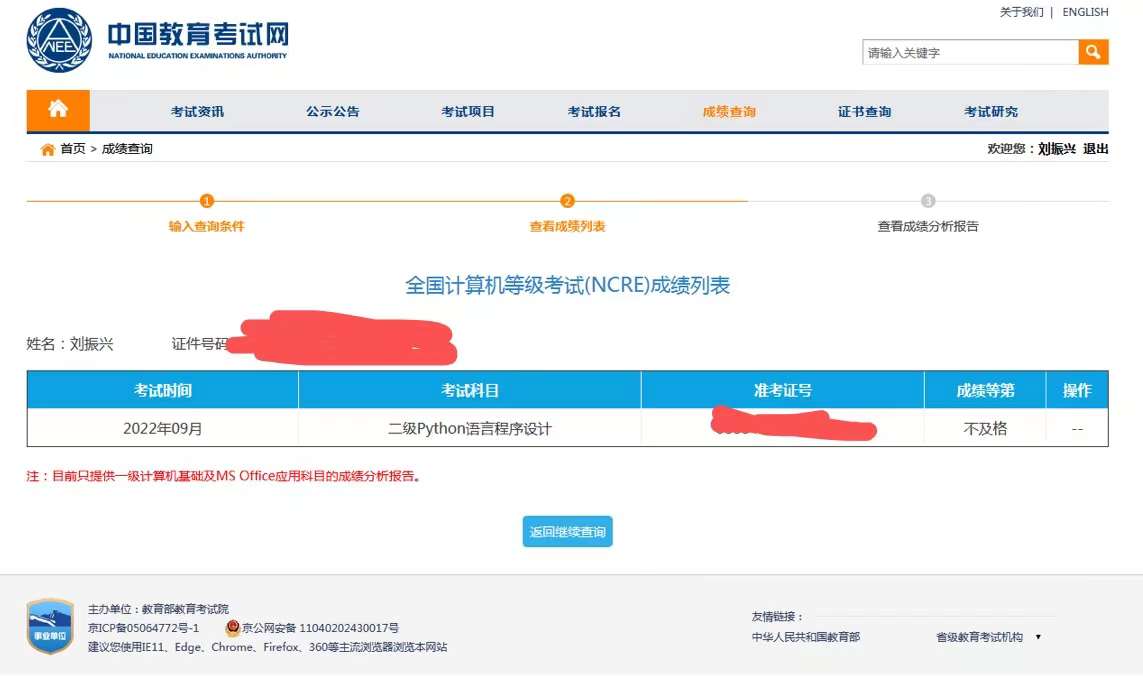 关于我们 | ENGLISH
NEE
中国教育考试网
NATIONAL EDUCATION EXAMINATIONS AUTHORITY
请输入关键字
考试资讯 公示公告 考试项目 考试报名 成绩查询 证书查询 考试研究
首页 > 成绩查询 欢迎您：刘振兴 退出
1 2 3
输入查询条件 查看成绩列表 查看成绩分析报告
全国计算机等级考试(NCRE)成绩列表
姓名：刘振兴 证件号码
考试时间 考试科目 准考证号 成绩等第 操作
2022年09月 二级Python语言程序设计 不及格 --
注：目前只提供一级计算机基础及MS Office应用科目的成绩分析报告。
返回继续查询
事业单位
主办单位：教育部教育考试院
京ICP备05064772号-1 京公网安备 11040202430017号
建议您使用IE11、Edge、Chrome、Firefox、360等主流浏览器浏览本网站
友情链接：
中华人民共和国教育部 省级教育考试机构